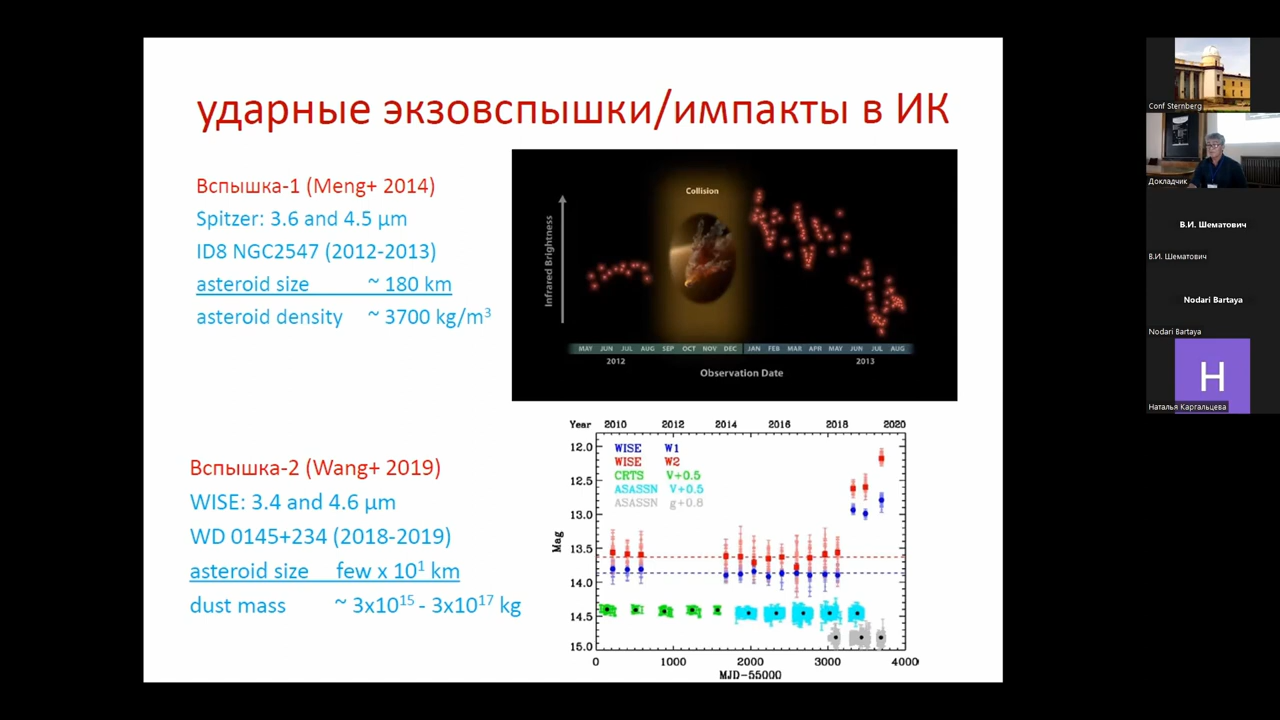 ударные экзовспышки/импакты в ИК
Вспышка-1 (Meng+ 2014)
Spitzer: 3.6 and 4.5 µm
ID8 NGC2547 (2012-2013)
asteroid size ~ 180 km
asteroid density ~ 3700 kg/m³
Collision
Infrared Brightness
MAY JUN JUL AUG SEP OCT NOV DEC JAN FEB MAR APR MAY JUN JUL AUG
2012 2013
Observation Date
Вспышка-2 (Wang+ 2019)
WISE: 3.4 and 4.6 µm
WD 0145+234 (2018-2019)
asteroid size few x 10¹ km
dust mass ~ 3x10¹⁵ - 3x10¹⁷ kg
Year 2010 2012 2014 2016 2018 2020
WISE W1
WISE W2
CRTS V+0.5
ASASSN V+0.5
ASASSN g+0.8
Mag
12.0
12.5
13.0
13.5
14.0
14.5
15.0
0 1000 2000 3000 4000
MJD-55000
Conf Sternberg
Докладчик
В.И. Шематович
В.И. Шематович
Nodari Bartaya
Nodari Bartaya
Н
Наталья Каргальцева